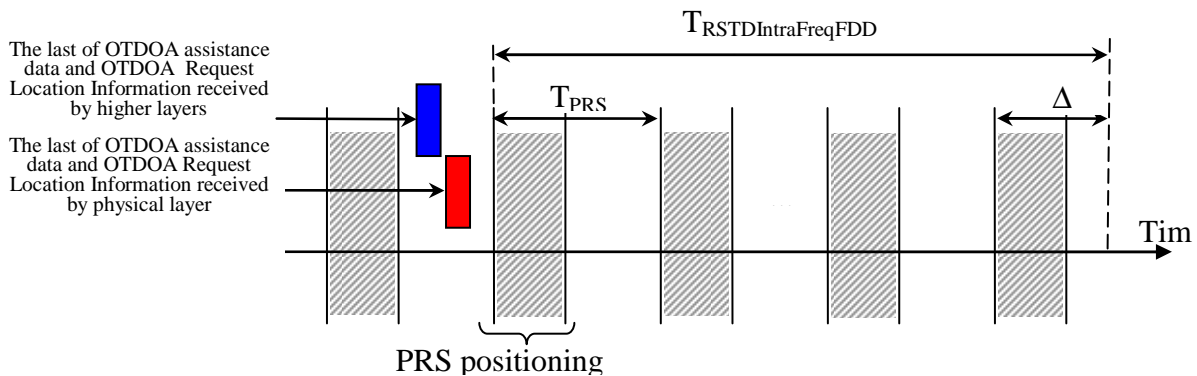 T_RSTDIntraFreqFDD
The last of OTDOA assistance
data and OTDOA Request
Location Information received
by higher layers
T_PRS
Δ
The last of OTDOA assistance
data and OTDOA Request
Location Information received
by physical layer
...
Tim
PRS positioning